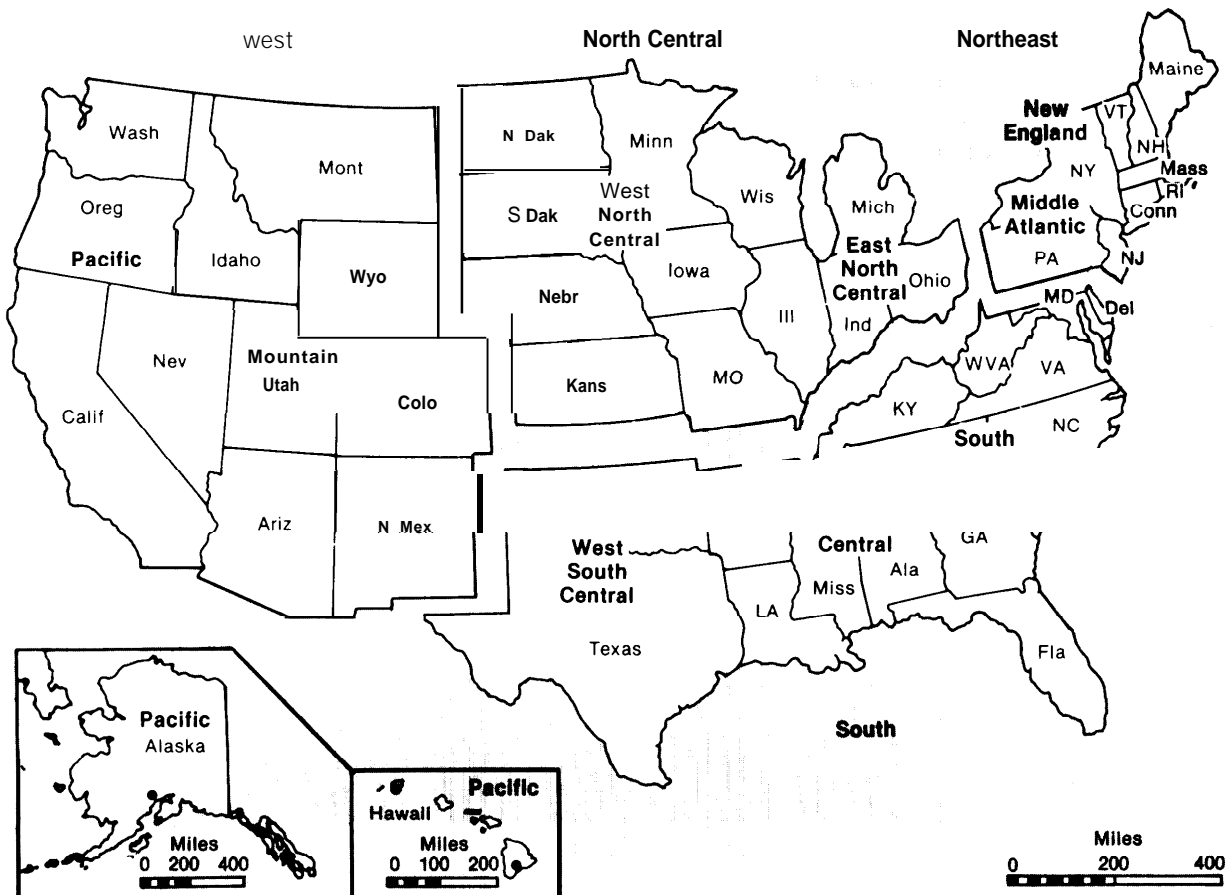 west
North Central
Northeast
Maine
Wash
Mont
N Dak
Minn
New
England
VT
NH
Mass
RI
Conn
NY
Oreg
Pacific
Idaho
Wyo
S Dak
West
North
Central
Wis
Mich
Middle
Atlantic
PA
NJ
Iowa
East
North
Central
Ohio
Nebr
Ill
Ind
MD
Del
Nev
Mountain
Utah
Colo
Kans
MO
WVA
VA
KY
Calif
South
NC
Ariz
N Mex
West
South
Central
Central
GA
Miss
Ala
LA
Texas
Fla
Pacific
Alaska
South
Pacific
Hawaii
Miles
0 200 400
Miles
0 100 200
Miles
0 200 400